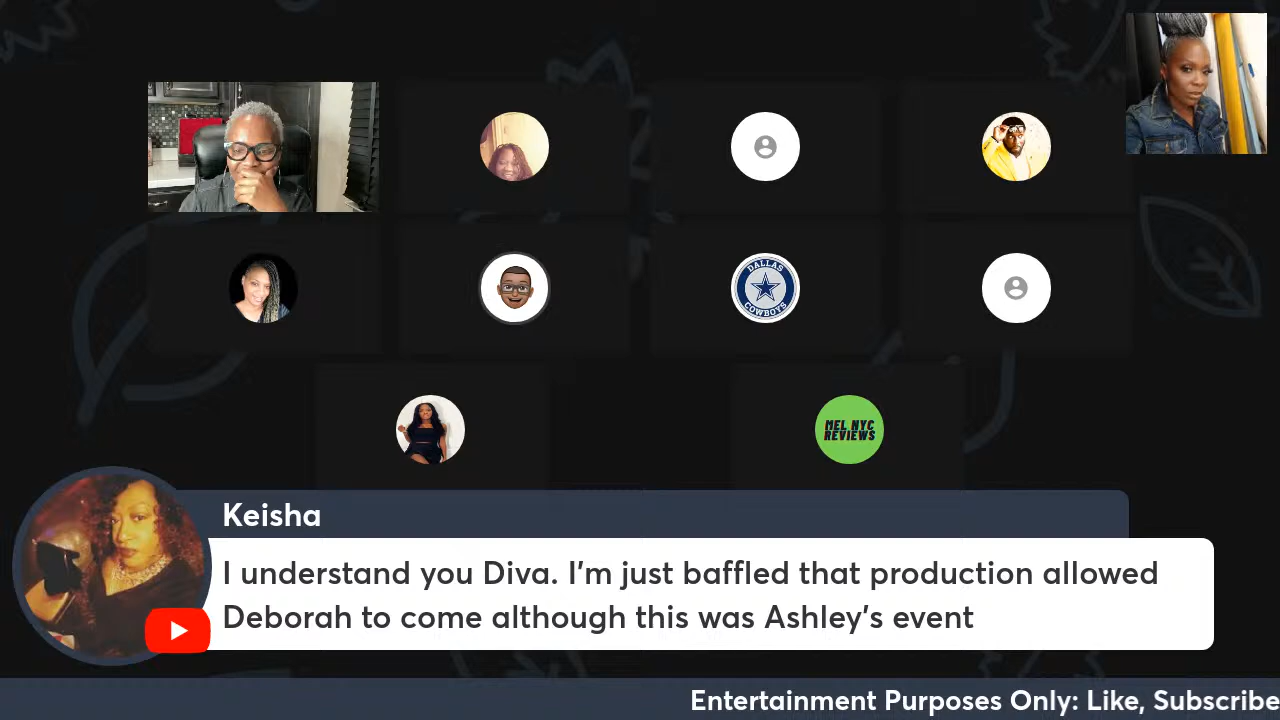 DALLAS
COWBOYS
MEL NYC
REVIEWS
Keisha
I understand you Diva. I'm just baffled that production allowed
Deborah to come although this was Ashley's event
Entertainment Purposes Only: Like, Subscribe